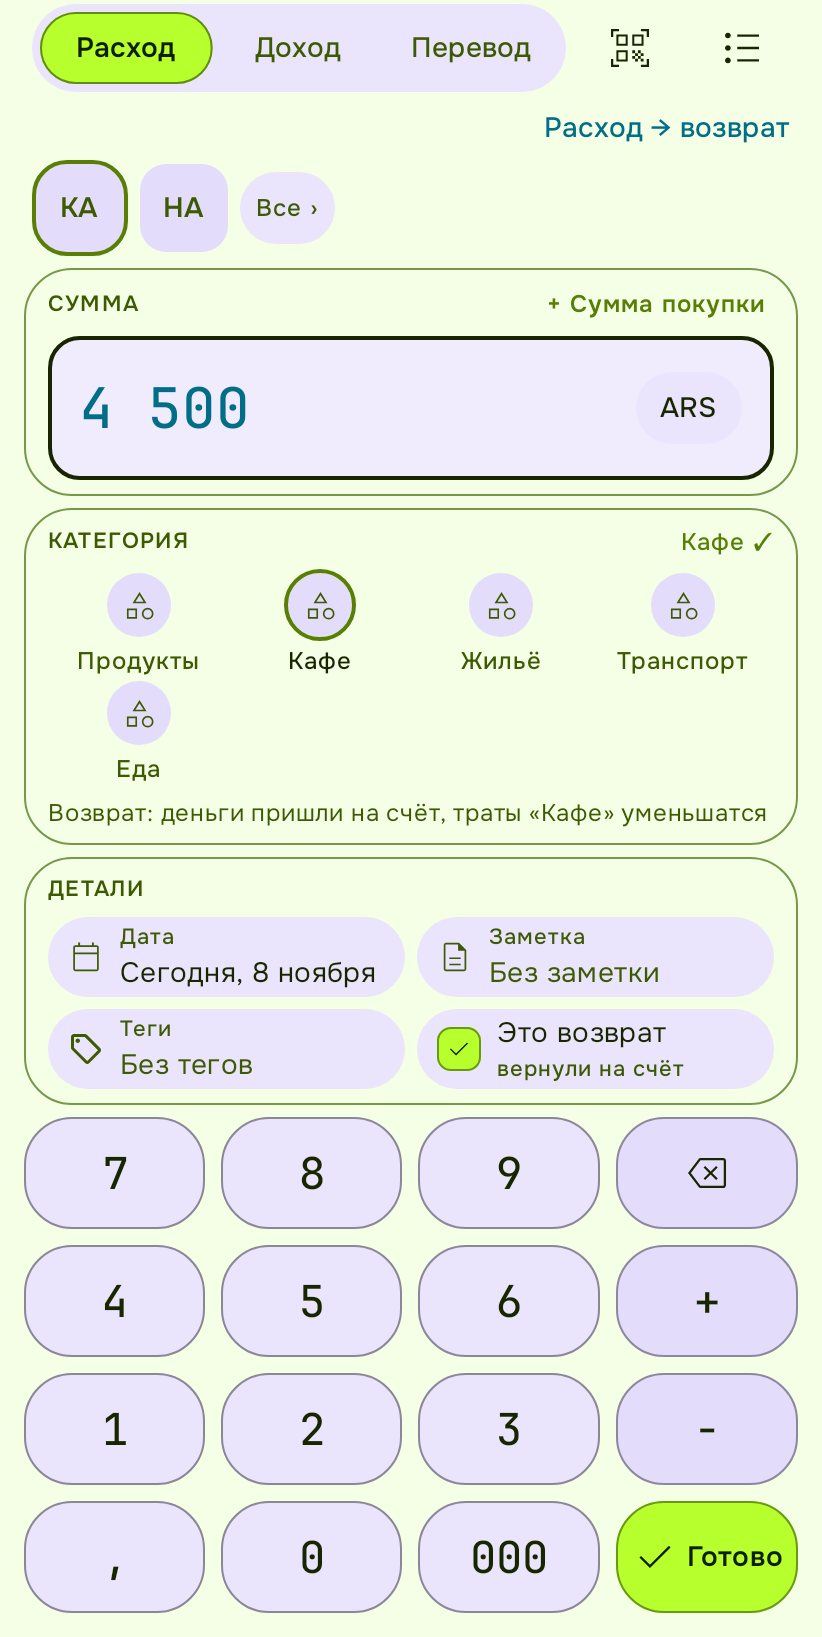 Расход Доход Перевод
Расход → возврат
КА НА Все ›
СУММА + Сумма покупки
4 500 ARS
КАТЕГОРИЯ Кафе ✓
Продукты Кафе Жильё Транспорт
Еда
Возврат: деньги пришли на счёт, траты «Кафе» уменьшатся
ДЕТАЛИ
Дата
Сегодня, 8 ноября
Заметка
Без заметки
Теги
Без тегов
Это возврат
вернули на счёт
7 8 9
4 5 6 +
1 2 3 -
, 0 000 Готово